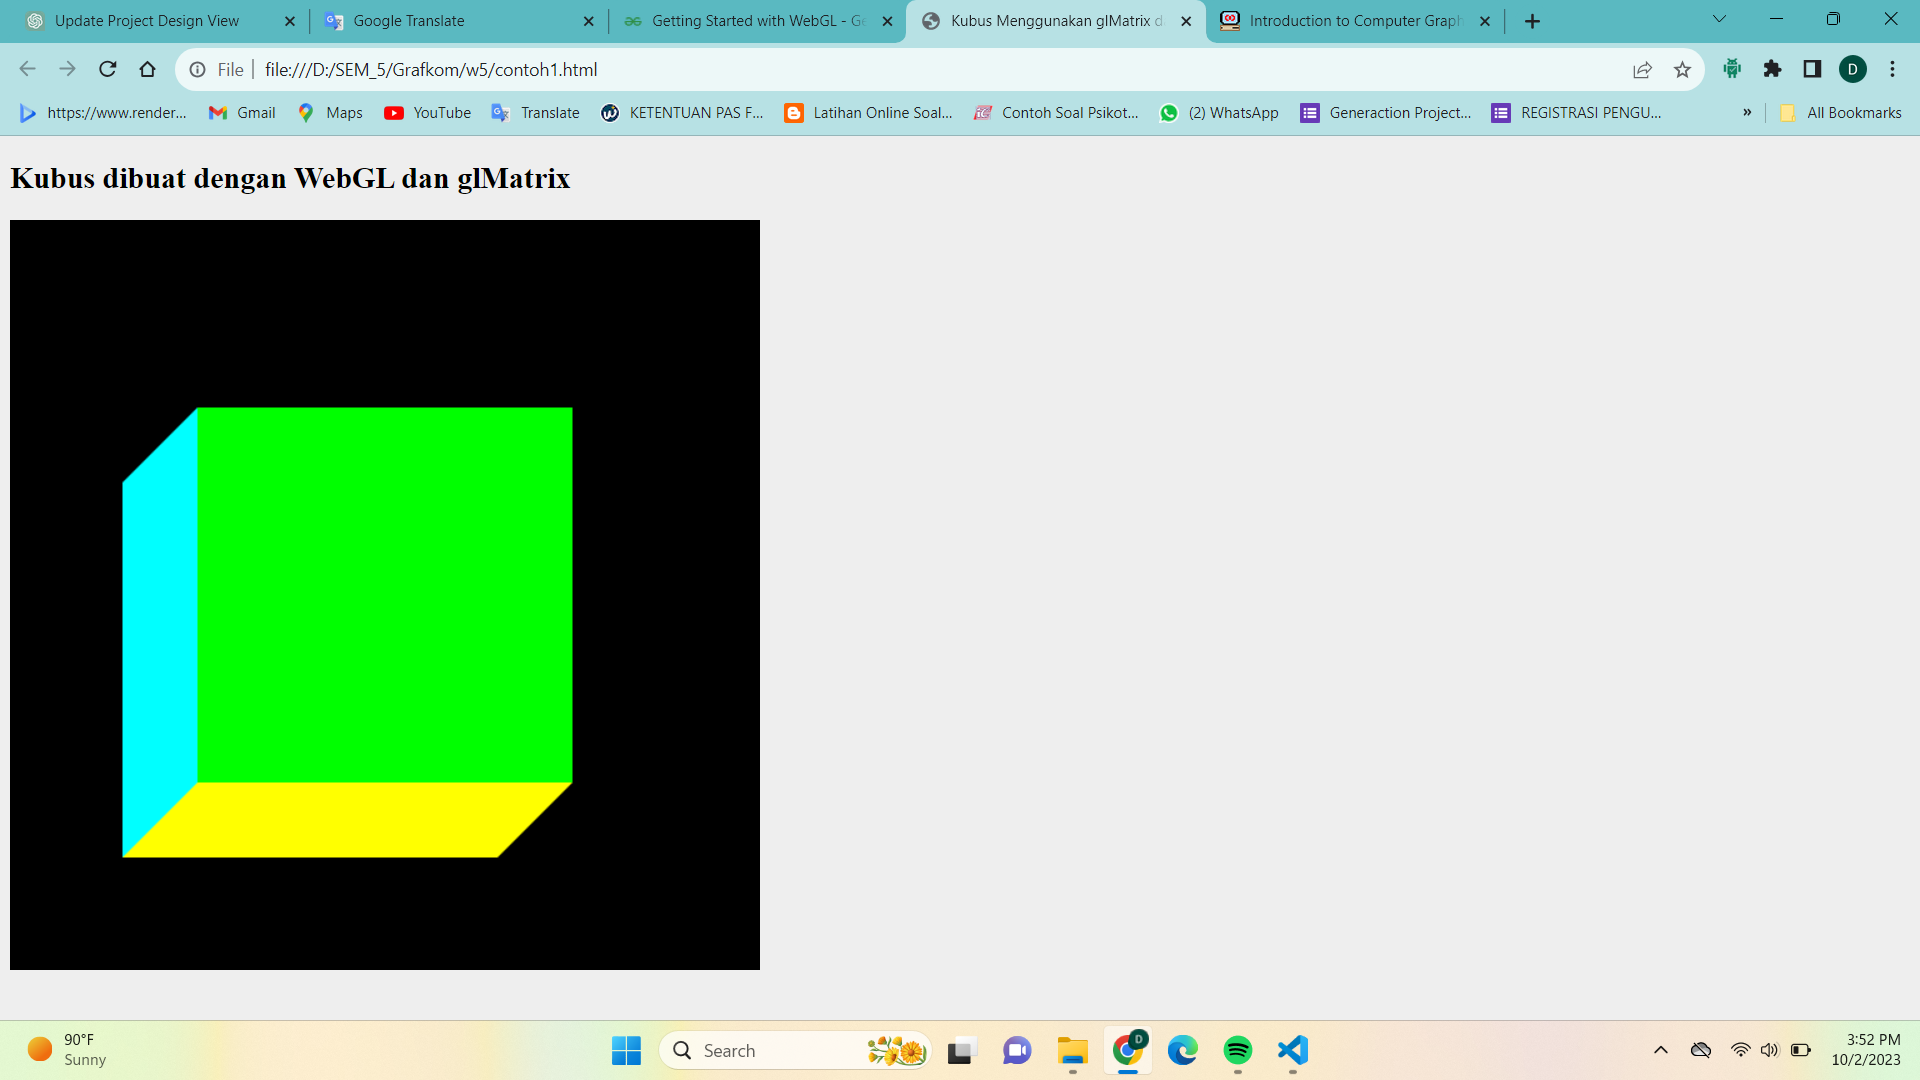 Update Project Design View
Google Translate
Getting Started with WebGL - Ge
Kubus Menggunakan glMatrix d
Introduction to Computer Graph
File
file:///D:/SEM_5/Grafkom/w5/contoh1.html
D
https://www.render...
Gmail
Maps
YouTube
Translate
KETENTUAN PAS F...
Latihan Online Soal...
Contoh Soal Psikot...
(2) WhatsApp
Generaction Project...
REGISTRASI PENGU...
»
All Bookmarks
Kubus dibuat dengan WebGL dan glMatrix
90°F
Sunny
Search
D
3:52 PM
10/2/2023